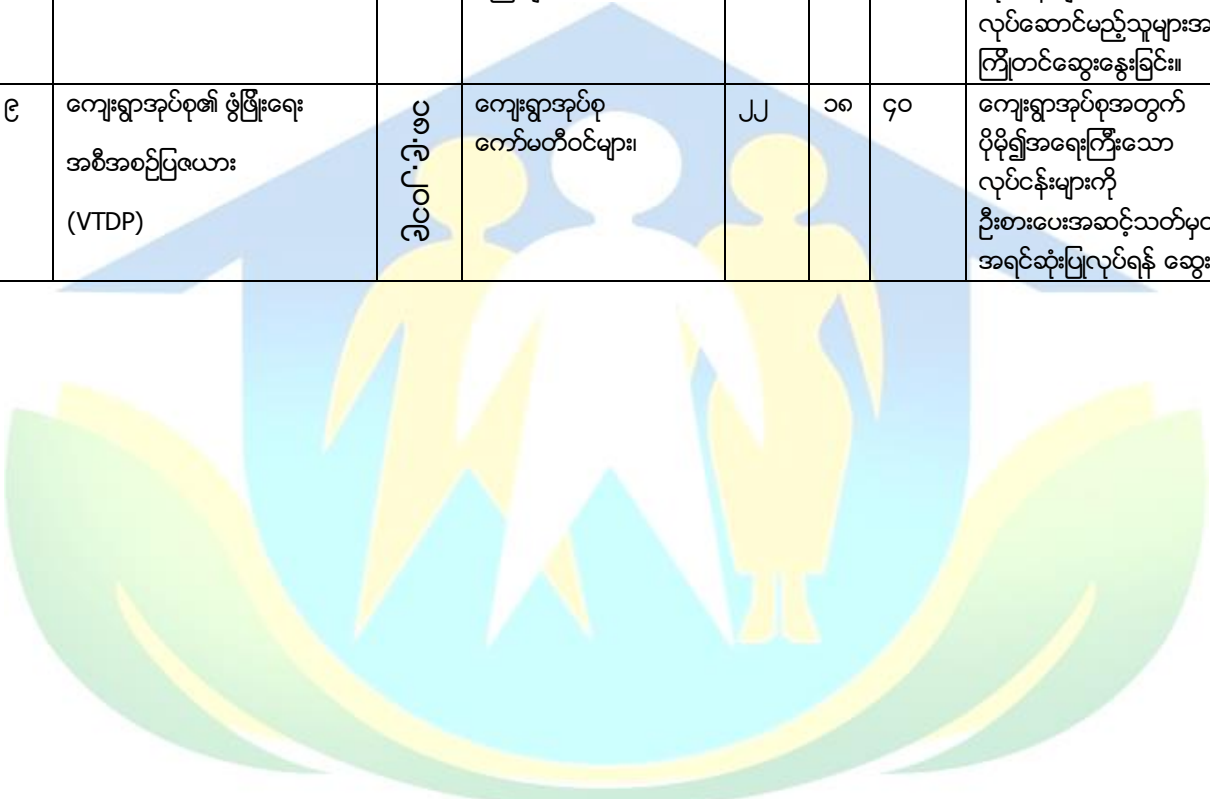 လုပ်ဆောင်မည့်သူများအ
ကြိုတင်ဆွေးနွေးခြင်း။
၉
ကျေးရွာအုပ်စု၏ ဖွံ့ဖြိုးရေး
အစီအစဉ်ပြဇယား
(VTDP)
ကျေးရွာအုပ်စု
ကော်မတီဝင်များ၊
၂၂
၁၈
၄၀
ကျေးရွာအုပ်စုအတွက်
ပိုမို၍အရေးကြီးသော
လုပ်ငန်းများကို
ဦးစားပေးအဆင့်သတ်မှတ
အရင်ဆုံးပြုလုပ်ရန် ဆွေး